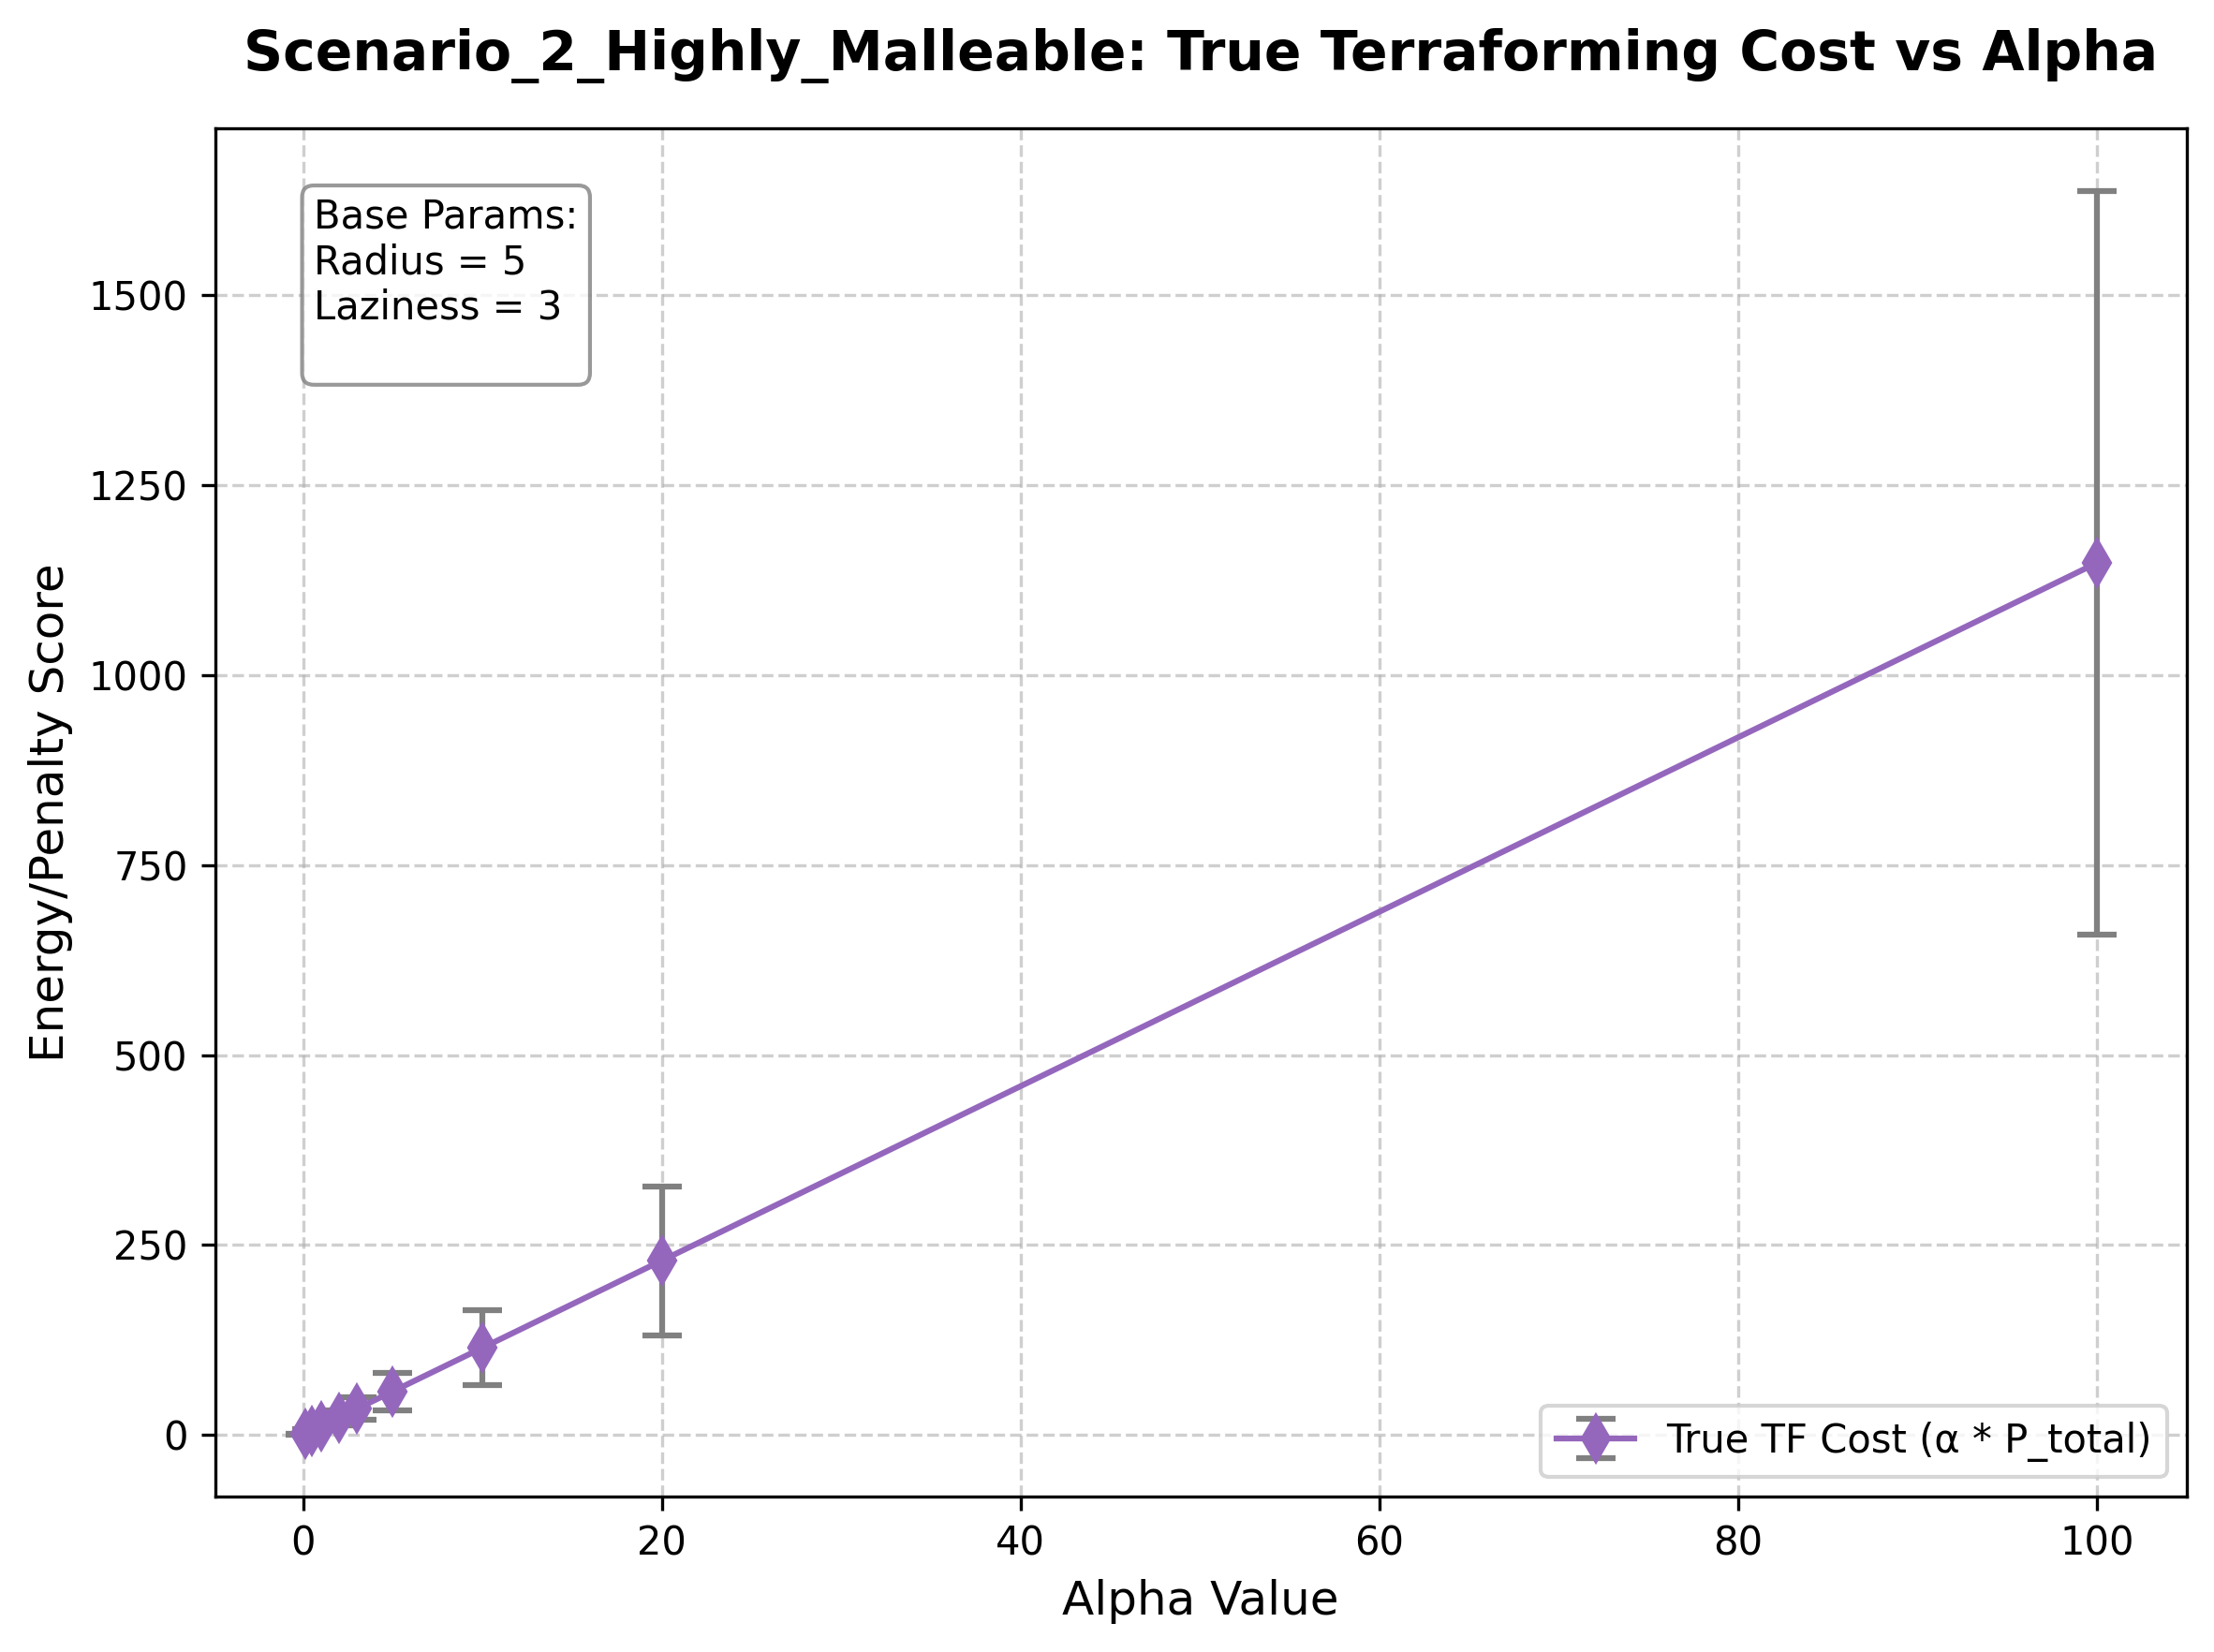 Scenario_2_Highly_Malleable: True Terraforming Cost vs Alpha
Base Params:
Radius = 5
Laziness = 3
Energy/Penalty Score
1500
1250
1000
750
500
250
0
True TF Cost (α * P_total)
0 20 40 60 80 100
Alpha Value